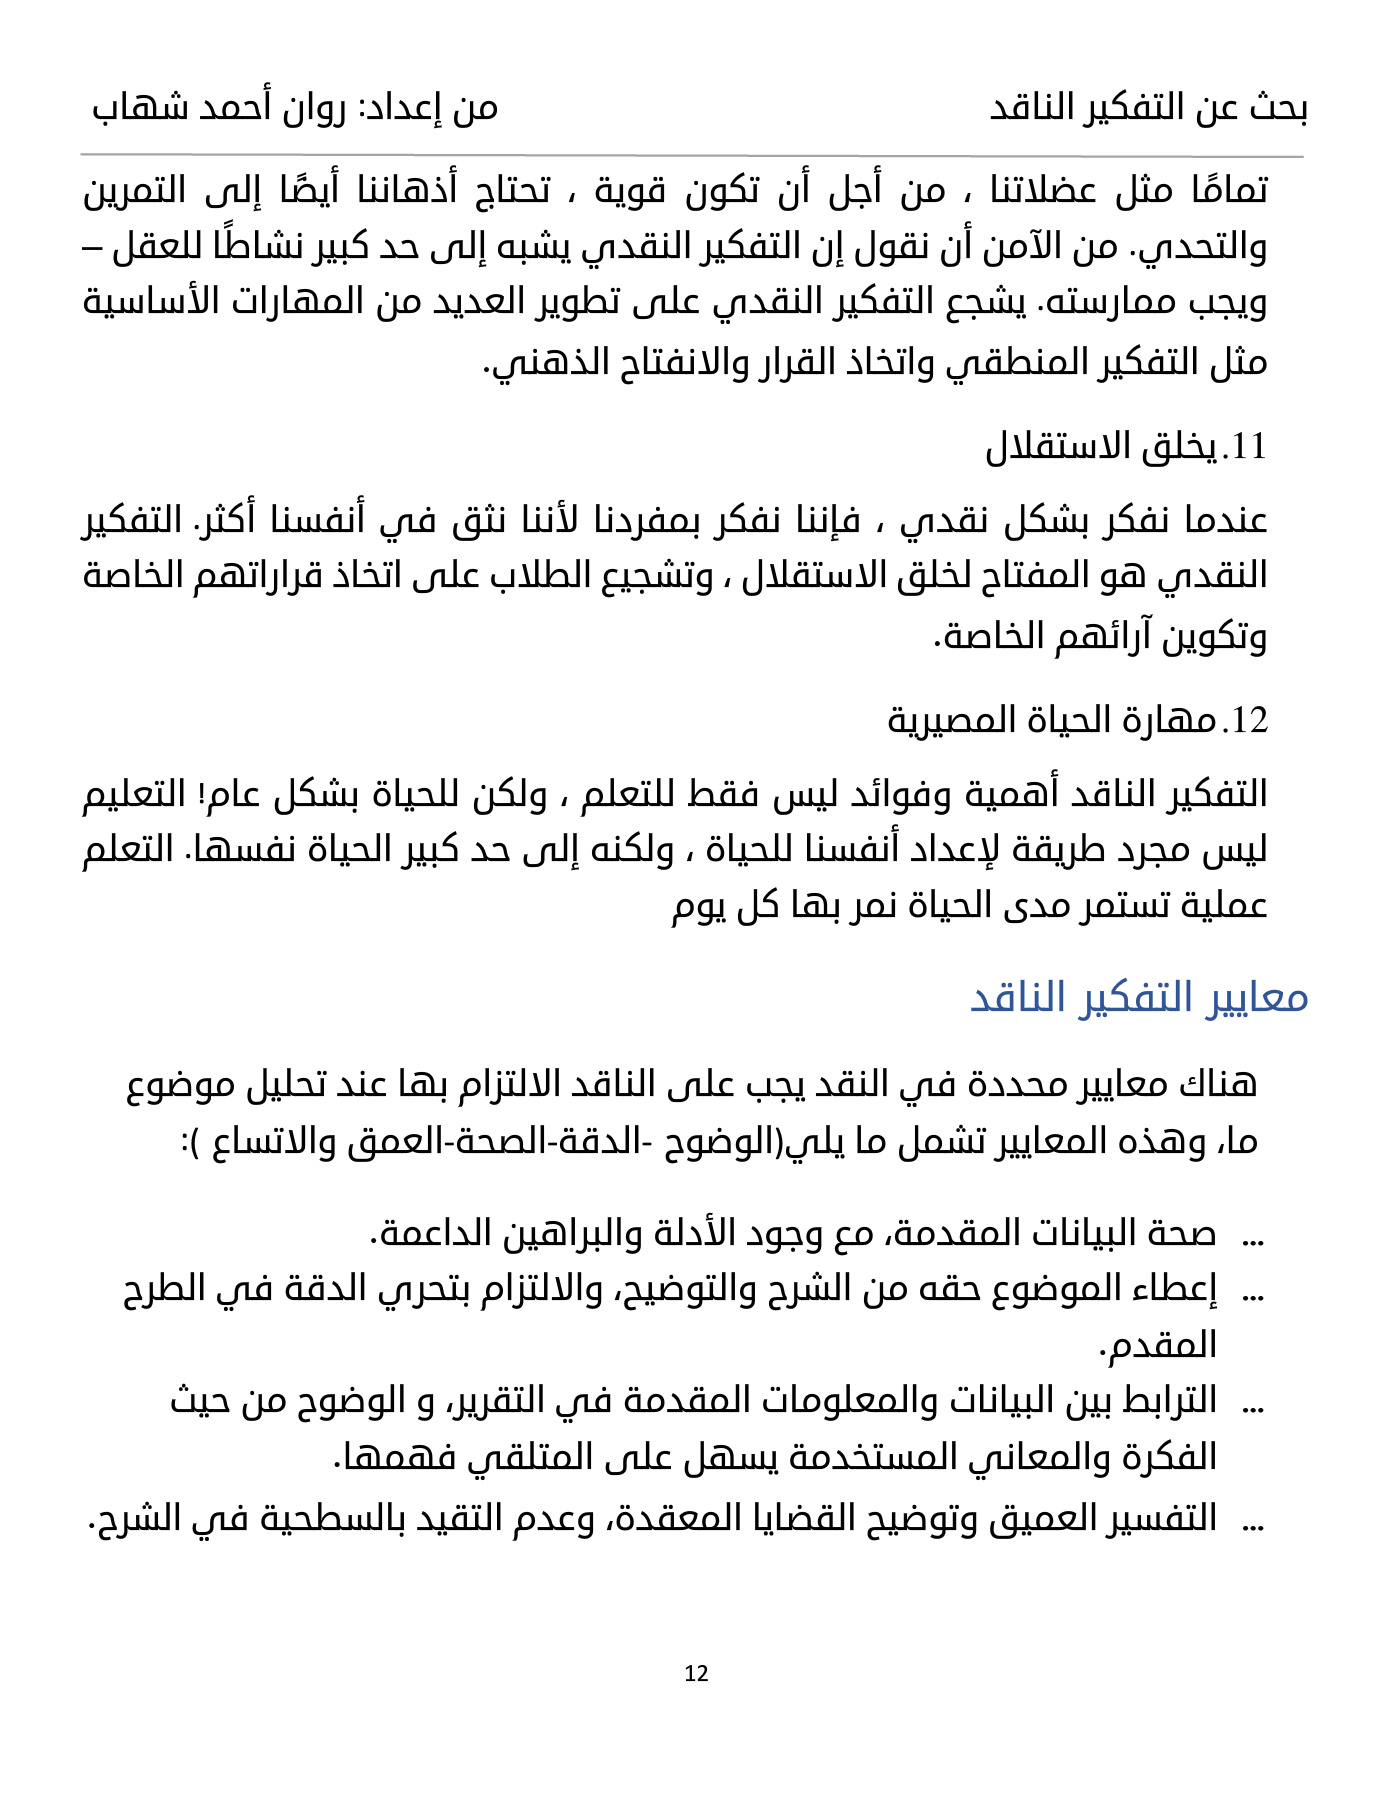 بحث عن التفكير الناقد
من إعداد: روان أحمد شهاب
تمامًا مثل عضلاتنا ، من أجل أن تكون قوية ، تحتاج أذهاننا أيضًا إلى التمرين
والتحدي. من الآمن أن نقول إن التفكير النقدي يشبه إلى حد كبير نشاطًا للعقل –
ويجب ممارسته. يشجع التفكير النقدي على تطوير العديد من المهارات الأساسية
مثل التفكير المنطقي واتخاذ القرار والانفتاح الذهني.
11. يخلق الاستقلال
عندما نفكر بشكل نقدي ، فإننا نفكر بمفردنا لأننا نثق في أنفسنا أكثر. التفكير
النقدي هو المفتاح لخلق الاستقلال ، وتشجيع الطلاب على اتخاذ قراراتهم الخاصة
وتكوين آرائهم الخاصة.
12. مهارة الحياة المصيرية
التفكير الناقد أهمية وفوائد ليس فقط للتعلم ، ولكن للحياة بشكل عام! التعليم
ليس مجرد طريقة لإعداد أنفسنا للحياة ، ولكنه إلى حد كبير الحياة نفسها. التعلم
عملية تستمر مدى الحياة نمر بها كل يوم
معايير التفكير الناقد
هناك معايير محددة في النقد يجب على الناقد الالتزام بها عند تحليل موضوع
ما، وهذه المعايير تشمل ما يلي(الوضوح -الدقة-الصحة-العمق والاتساع ):
... صحة البيانات المقدمة، مع وجود الأدلة والبراهين الداعمة.
... إعطاء الموضوع حقه من الشرح والتوضيح، والالتزام بتحري الدقة في الطرح
المقدم.
... الترابط بين البيانات والمعلومات المقدمة في التقرير، و الوضوح من حيث
الفكرة والمعاني المستخدمة يسهل على المتلقي فهمها.
... التفسير العميق وتوضيح القضايا المعقدة، وعدم التقيد بالسطحية في الشرح.
12